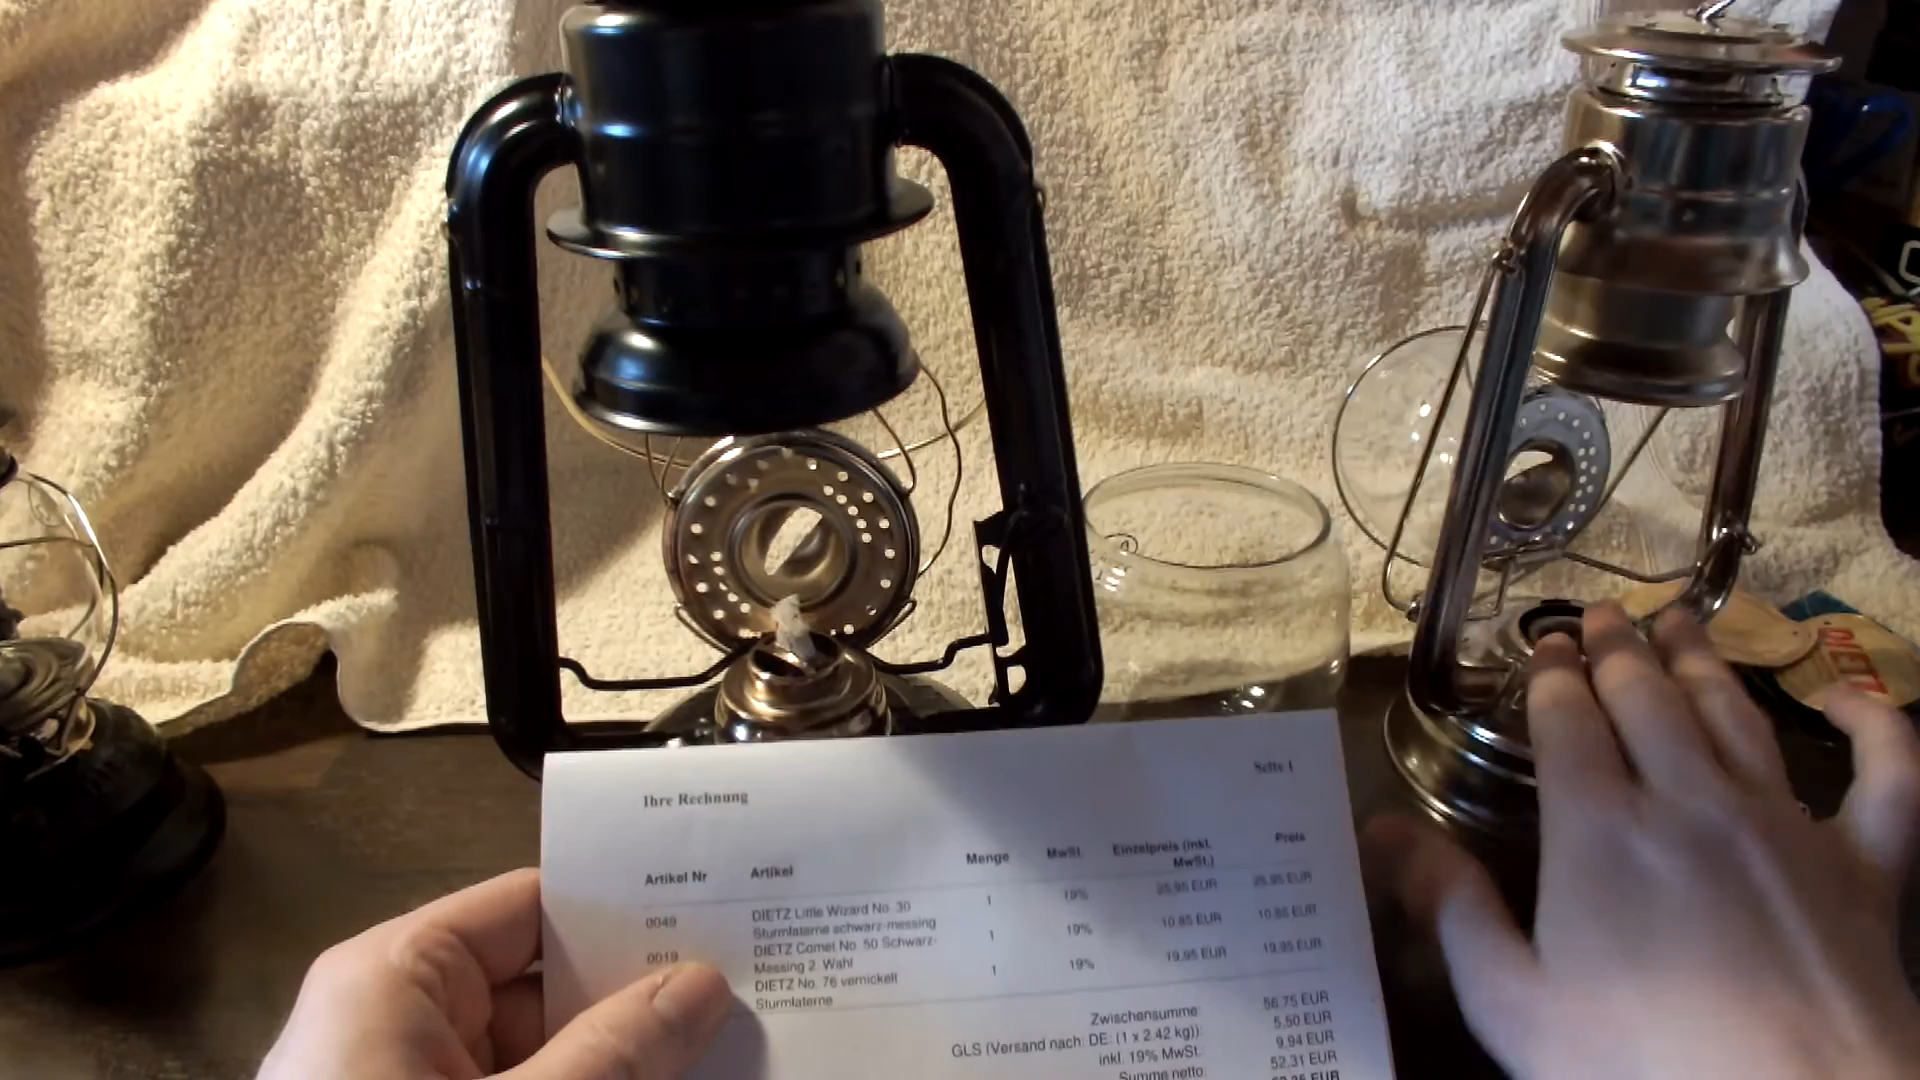 Ihre Rechnung
Seite 1
Artikel Nr Artikel Menge MwSt. Einzelpreis (inkl. MwSt.) Preis
0049 DIETZ Little Wizard No. 30 1 19% 25.95 EUR 25.95 EUR
Sturmlaterne schwarz-messing
0019 DIETZ Comet No. 50 Schwarz- 1 19% 10.85 EUR 10.85 EUR
Messing 2. Wahl
DIETZ No. 76 vernickelt 1 19% 19.95 EUR 19.95 EUR
Sturmlaterne
Zwischensumme: 56.75 EUR
GLS (Versand nach: DE: (1 x 2.42 kg)): 5.50 EUR
inkl. 19% MwSt.: 9.94 EUR
Summe netto: 52.31 EUR
DIETZ